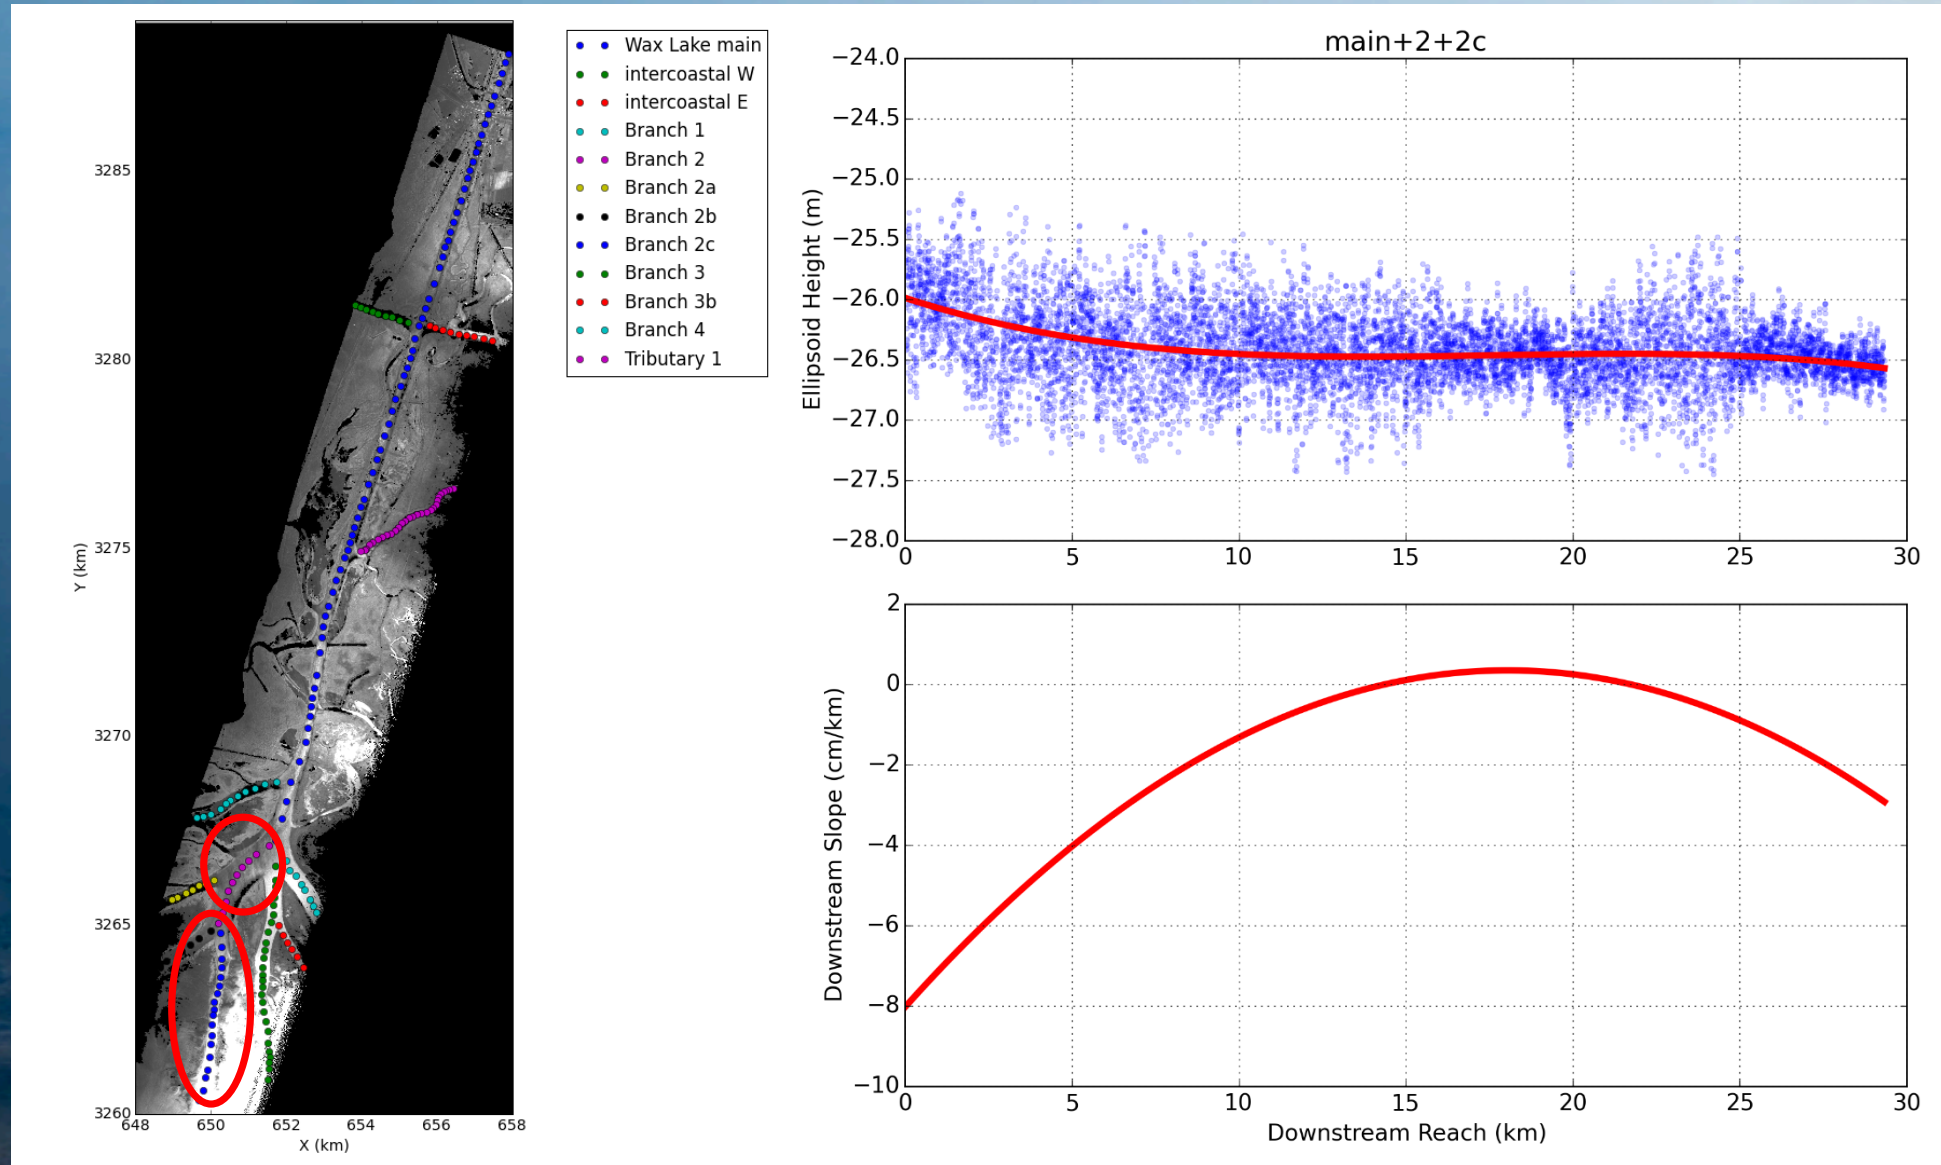 3285
3280
3275
3270
3265
3260
Y (km)
648 650 652 654 656 658
X (km)
Wax Lake main
intercoastal W
intercoastal E
Branch 1
Branch 2
Branch 2a
Branch 2b
Branch 2c
Branch 3
Branch 3b
Branch 4
Tributary 1
main+2+2c
−24.0
−24.5
−25.0
−25.5
−26.0
−26.5
−27.0
−27.5
−28.0
Ellipsoid Height (m)
0 5 10 15 20 25 30
2
0
−2
−4
−6
−8
−10
Downstream Slope (cm/km)
0 5 10 15 20 25 30
Downstream Reach (km)